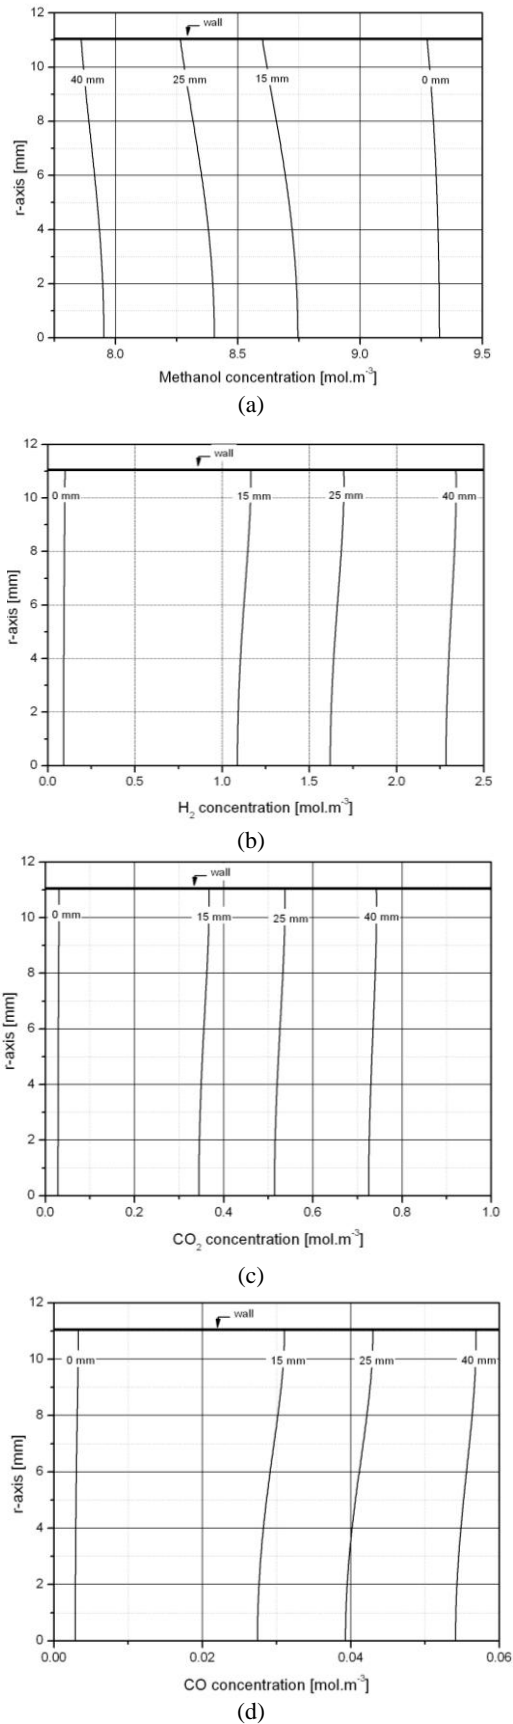 12
wall
10
40 mm
25 mm
15 mm
0 mm
8
6
4
2
0
r-axis [mm]
8.0
8.5
9.0
9.5
Methanol concentration [mol.m⁻³]
(a)
12
wall
10
0 mm
15 mm
25 mm
40 mm
8
6
4
2
0
r-axis [mm]
0.0
0.5
1.0
1.5
2.0
2.5
H₂ concentration [mol.m⁻³]
(b)
12
wall
10
0 mm
15 mm
25 mm
40 mm
8
6
4
2
0
r-axis [mm]
0.0
0.2
0.4
0.6
0.8
1.0
CO₂ concentration [mol.m⁻³]
(c)
12
wall
10
0 mm
15 mm
25 mm
40 mm
8
6
4
2
0
r-axis [mm]
0.00
0.02
0.04
0.06
CO concentration [mol.m⁻³]
(d)